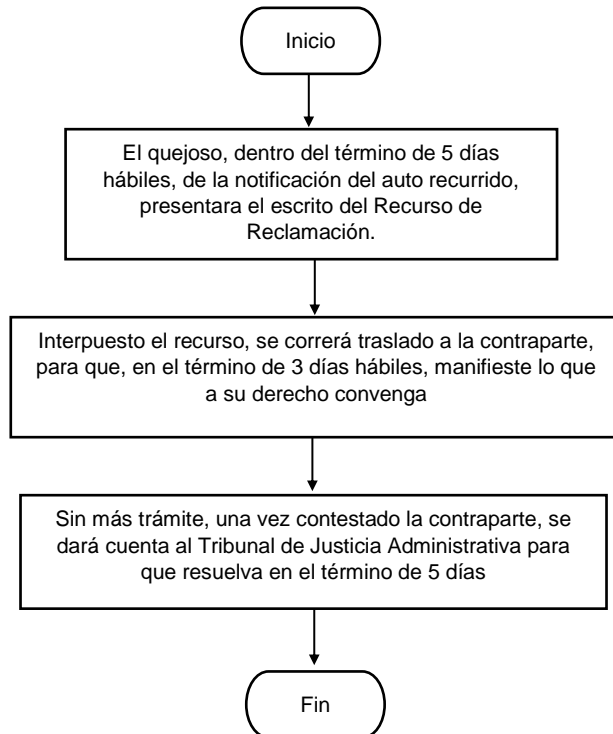 Inicio
El quejoso, dentro del término de 5 días
hábiles, de la notificación del auto recurrido,
presentara el escrito del Recurso de
Reclamación.
Interpuesto el recurso, se correrá traslado a la contraparte,
para que, en el término de 3 días hábiles, manifieste lo que
a su derecho convenga
Sin más trámite, una vez contestado la contraparte, se
dará cuenta al Tribunal de Justicia Administrativa para
que resuelva en el término de 5 días
Fin